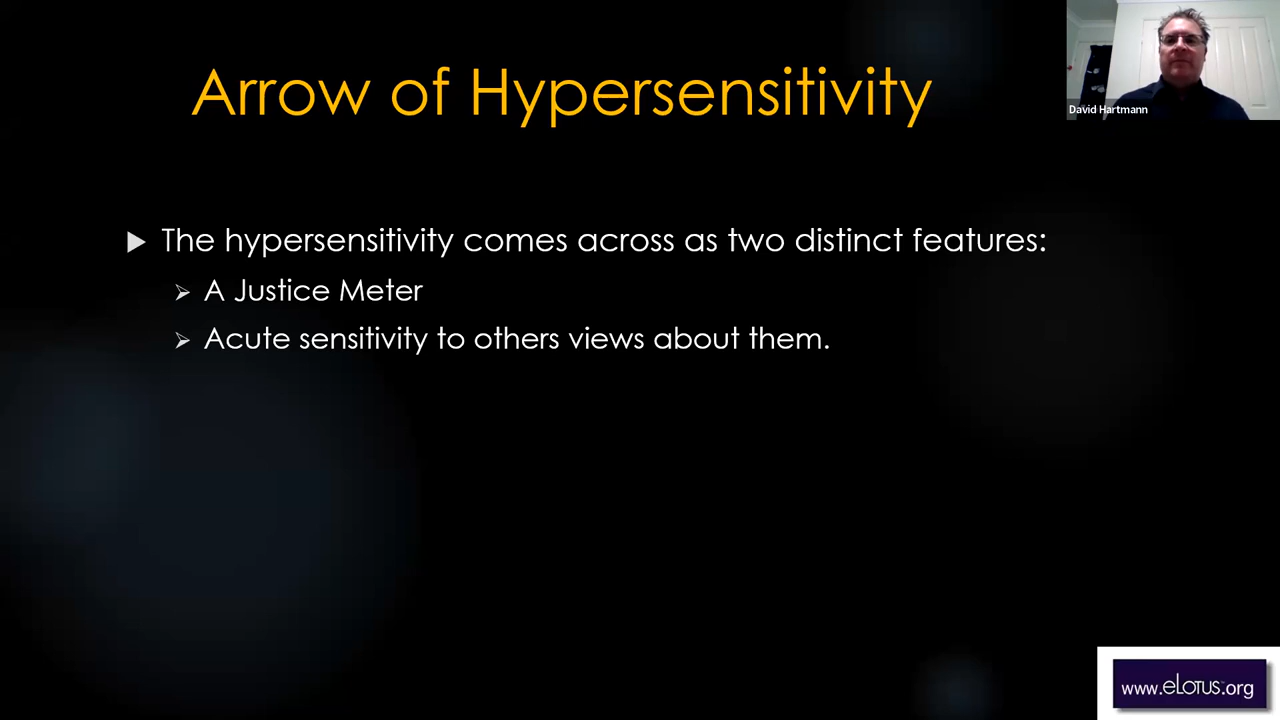 Arrow of Hypersensitivity
David Hartmann
The hypersensitivity comes across as two distinct features:
A Justice Meter
Acute sensitivity to others views about them.
www.eLotus.org